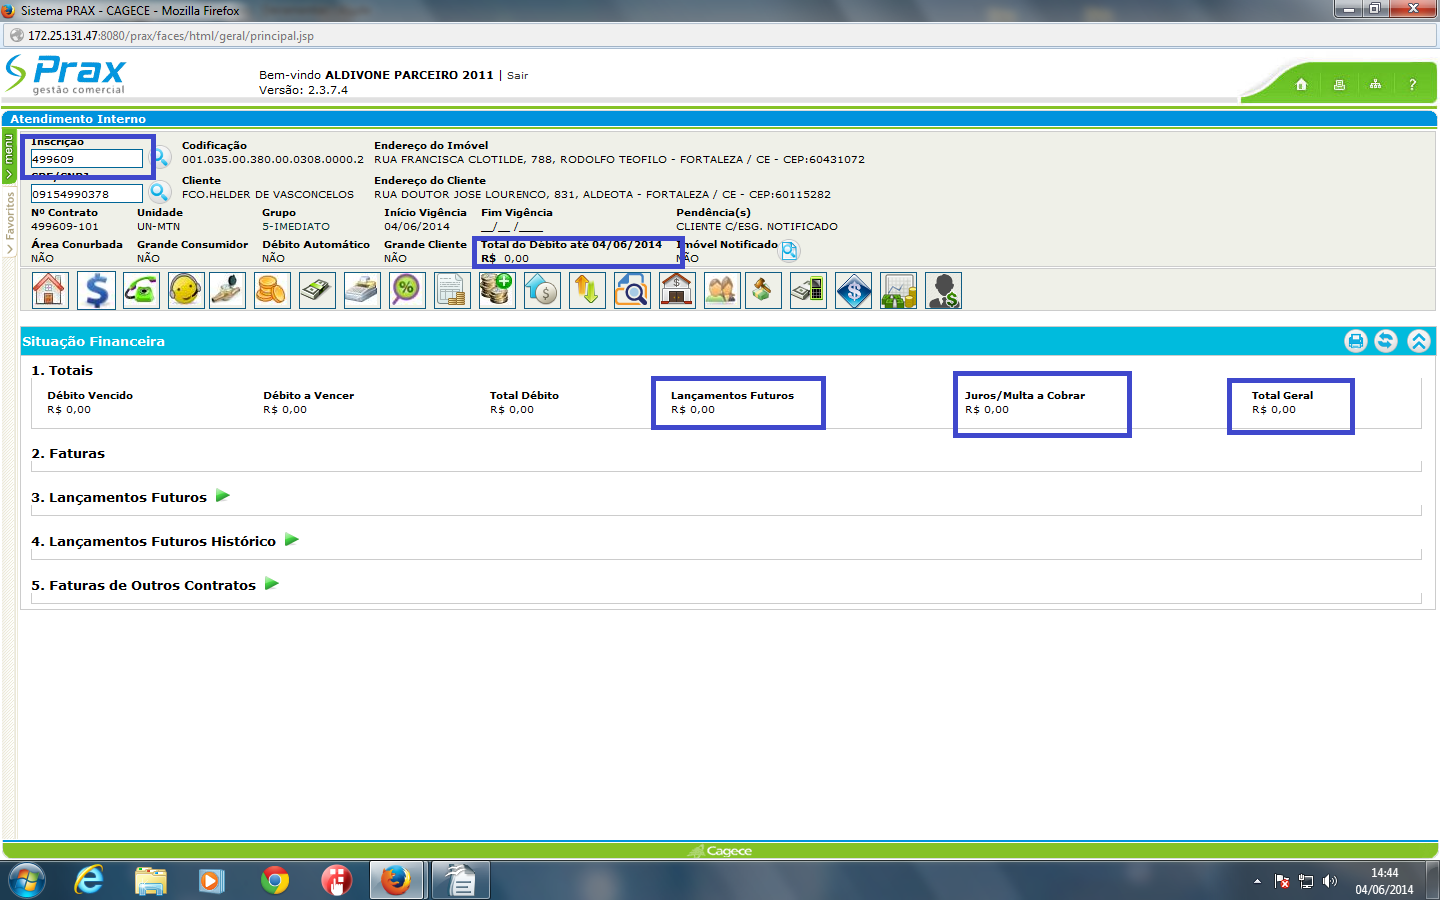 Sistema PRAX - CAGECE - Mozilla Firefox
172.25.131.47:8080/prax/faces/html/geral/principal.jsp
Prax
gestão comercial
Bem-vindo ALDIVONE PARCEIRO 2011 | Sair
Versão: 2.3.7.4
?
Atendimento Interno
menu
Favoritos
Inscrição
499609
Codificação
001.035.00.380.00.0308.0000.2
Endereço do Imóvel
RUA FRANCISCA CLOTILDE, 788, RODOLFO TEOFILO - FORTALEZA / CE - CEP:60431072
CPF/CNPJ
09154990378
Cliente
FCO.HELDER DE VASCONCELOS
Endereço do Cliente
RUA DOUTOR JOSE LOURENCO, 831, ALDEOTA - FORTALEZA / CE - CEP:60115282
Nº Contrato Unidade Grupo Início Vigência Fim Vigência Pendência(s)
499609-101 UN-MTN 5-IMEDIATO 04/06/2014 __/__ /____ CLIENTE C/ESG. NOTIFICADO
Área Conurbada Grande Consumidor Débito Automático Grande Cliente Total do Débito até 04/06/2014 Imóvel Notificado
NÃO NÃO NÃO NÃO R$ 0,00 NÃO
Situação Financeira
1. Totais
Débito Vencido Débito a Vencer Total Débito Lançamentos Futuros Juros/Multa a Cobrar Total Geral
R$ 0,00 R$ 0,00 R$ 0,00 R$ 0,00 R$ 0,00 R$ 0,00
2. Faturas
3. Lançamentos Futuros
4. Lançamentos Futuros Histórico
5. Faturas de Outros Contratos
Cagece
14:44
04/06/2014